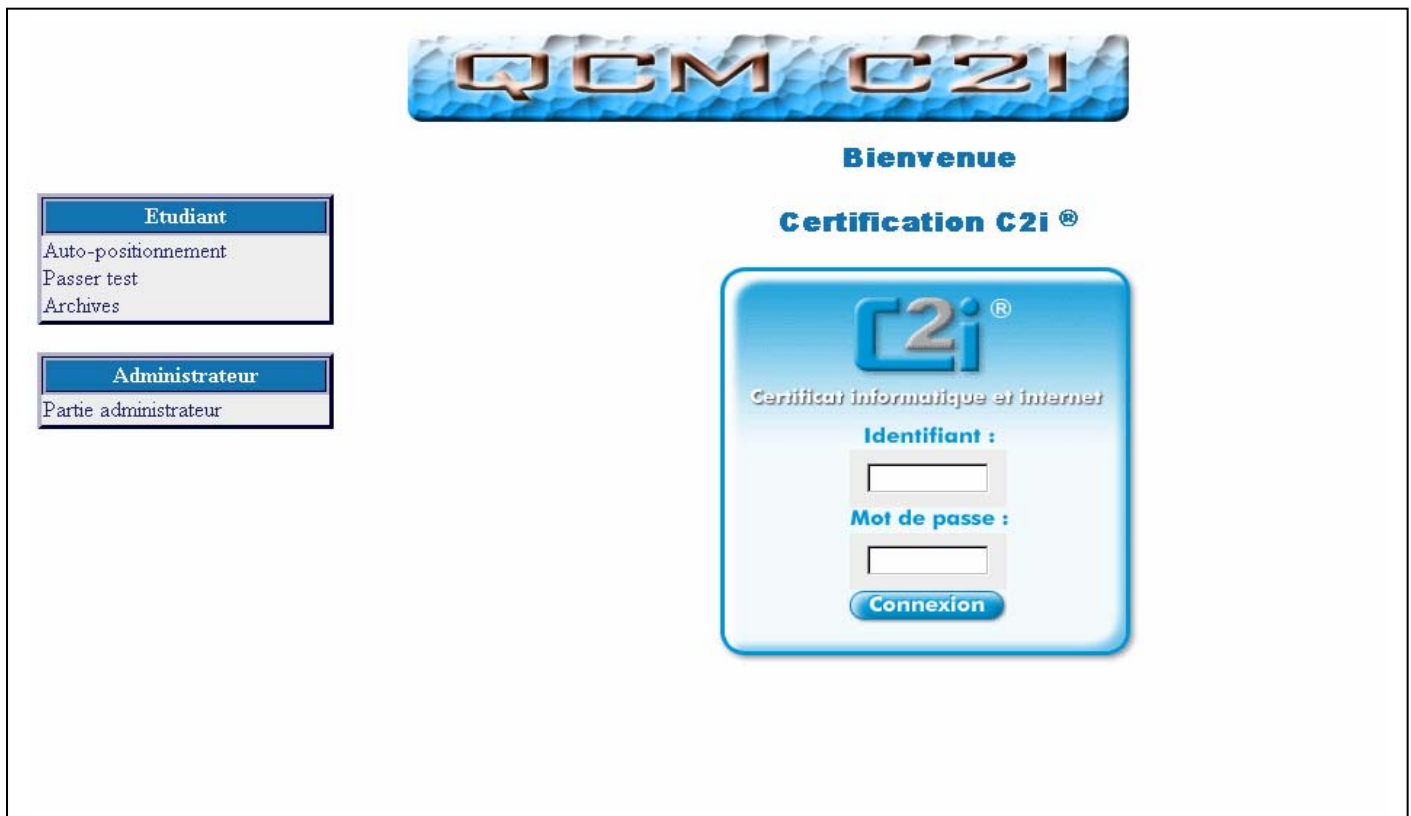 QCM C2I
Bienvenue
Certification C2i ®
Etudiant
Auto-positionnement
Passer test
Archives
Administrateur
Partie administrateur
C2i ®
Certificat informatique et internet
Identifiant :
Mot de passe :
Connexion